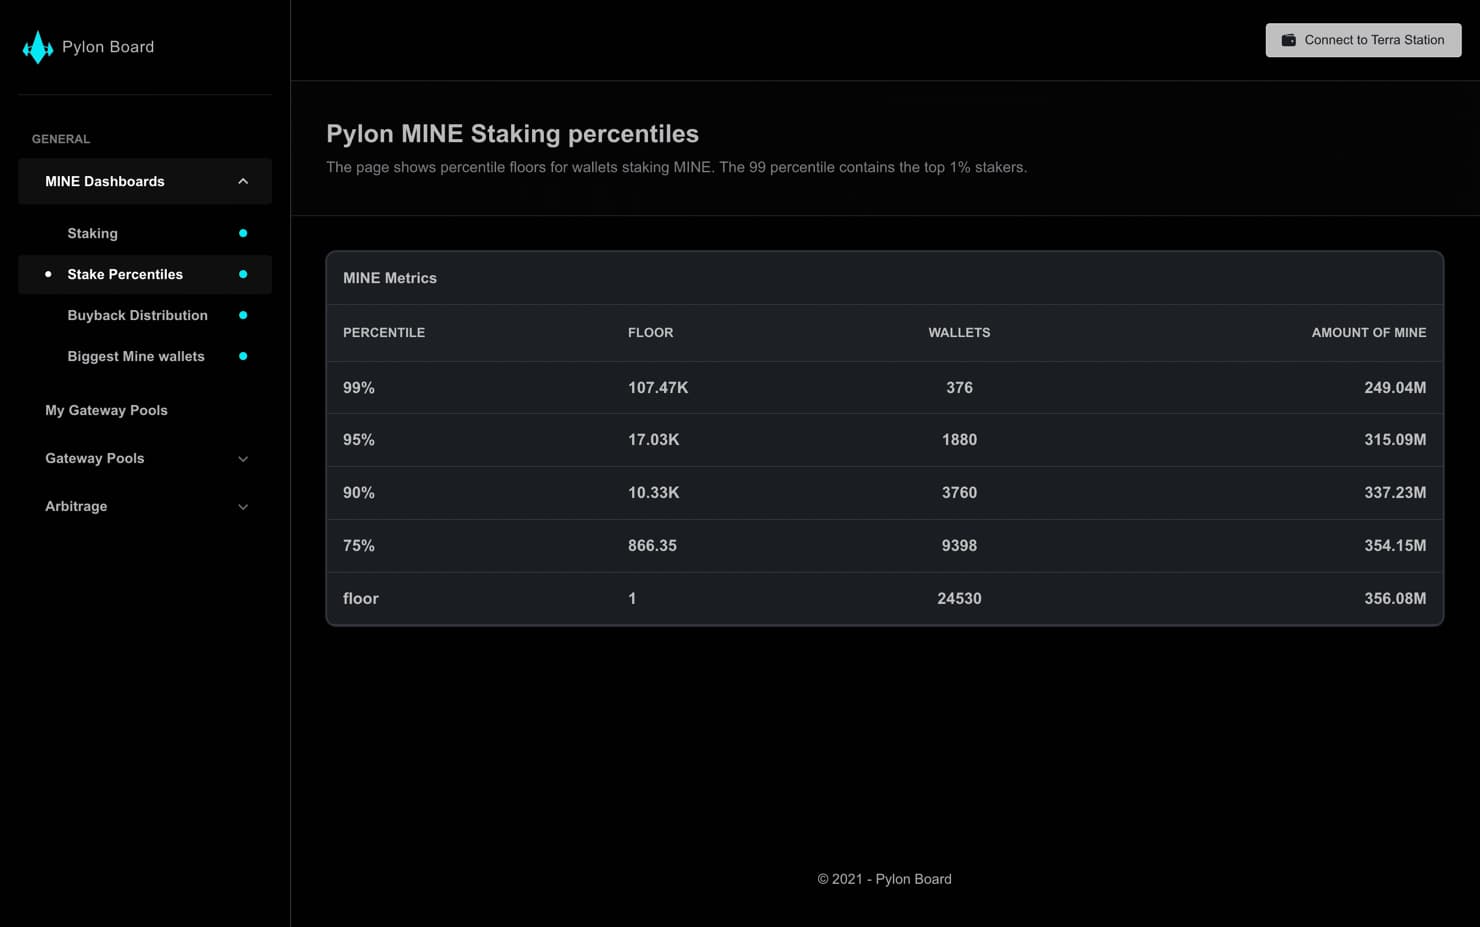 Pylon Board
Connect to Terra Station
GENERAL
MINE Dashboards
Staking
Stake Percentiles
Buyback Distribution
Biggest Mine wallets
My Gateway Pools
Gateway Pools
Arbitrage
Pylon MINE Staking percentiles
The page shows percentile floors for wallets staking MINE. The 99 percentile contains the top 1% stakers.
MINE Metrics
PERCENTILE FLOOR WALLETS AMOUNT OF MINE
99% 107.47K 376 249.04M
95% 17.03K 1880 315.09M
90% 10.33K 3760 337.23M
75% 866.35 9398 354.15M
floor 1 24530 356.08M
© 2021 - Pylon Board